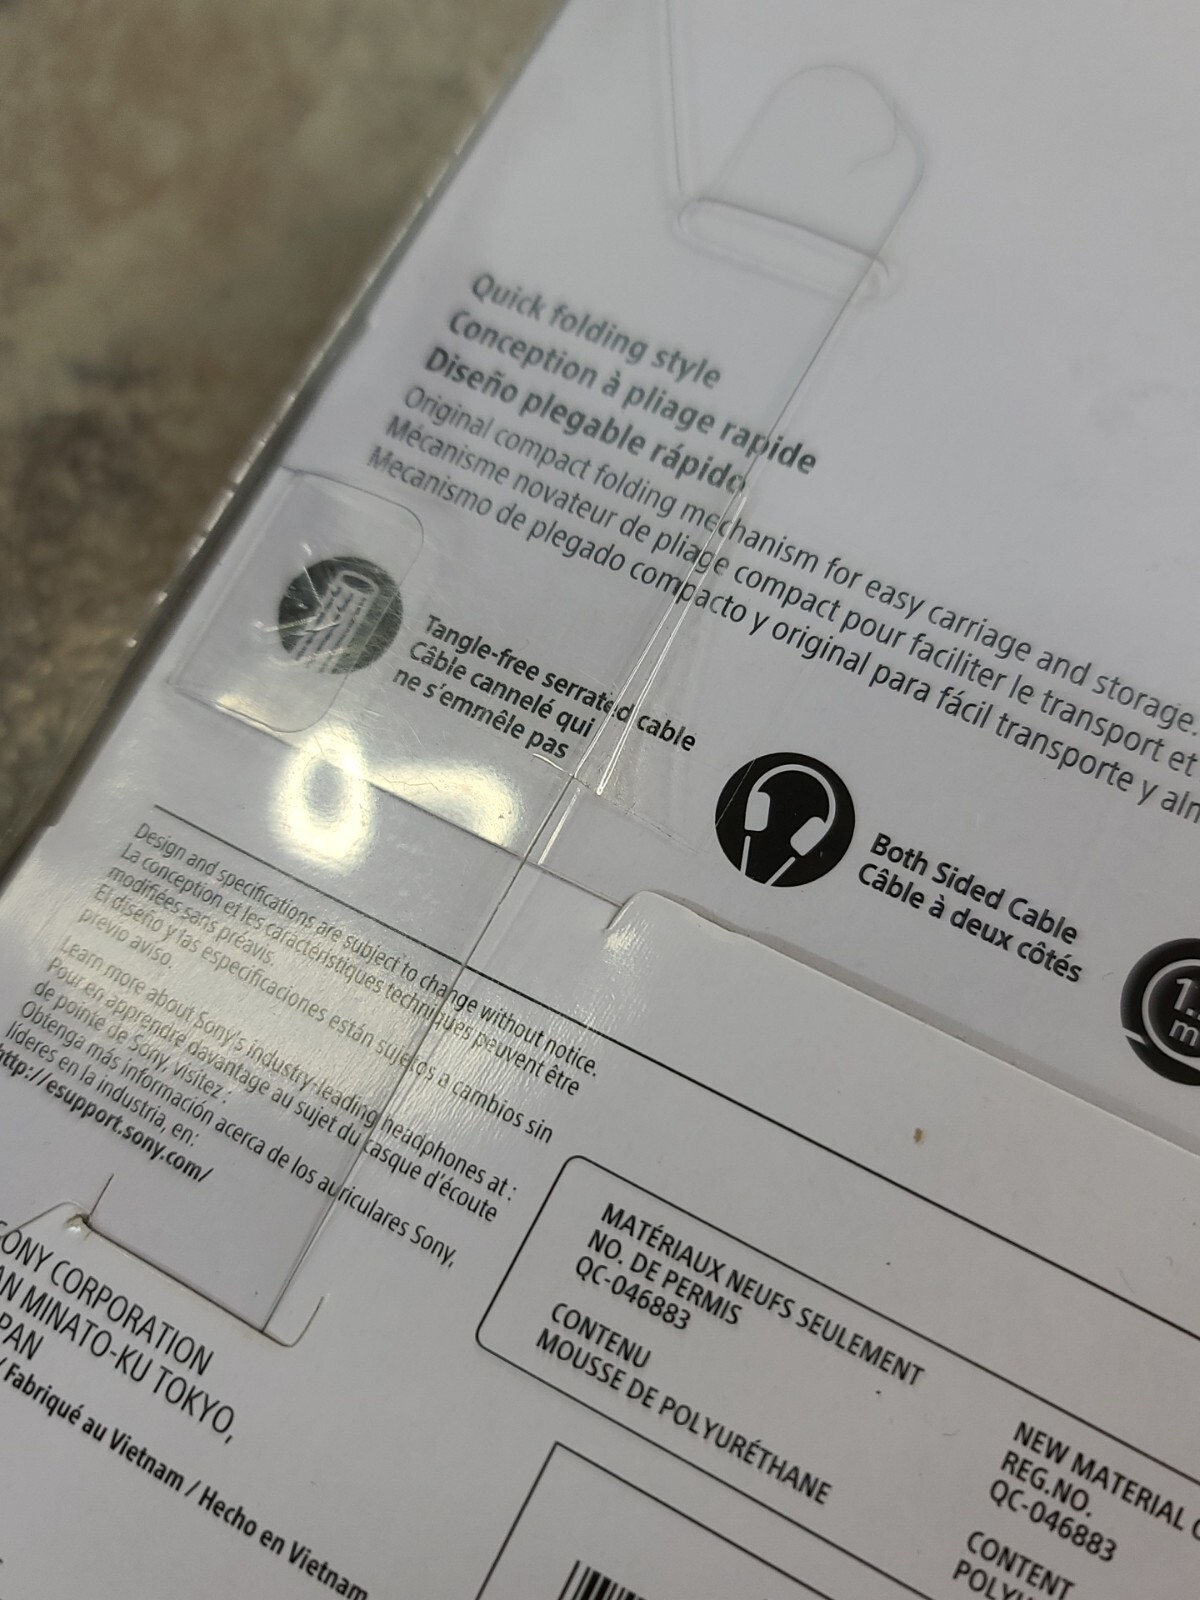 Quick folding style
Conception à pliage rapide
Diseño plegable rápido
Original compact folding mechanism for easy carriage and storage.
Mécanisme novateur de pliage compact pour faciliter le transport et
Mecanismo de plegado compacto y original para fácil transporte y alm
Tangle-free serrated cable
Câble cannelé qui
ne s'emmêle pas
Both Sided Cable
Câble à deux côtés
1.
m
Design and specifications are subject to change without notice.
La conception et les caractéristiques techniques peuvent être
modifiées sans préavis.
El diseño y las especificaciones están sujetos a cambios sin
previo aviso.
Learn more about Sony's industry-leading headphones at :
Pour en apprendre davantage au sujet du casque d'écoute
de pointe de Sony, visitez :
Obtenga más información acerca de los auriculares Sony,
líderes en la industria, en:
http://esupport.sony.com/
SONY CORPORATION
AN MINATO-KU TOKYO,
PAN
/ Fabriqué au Vietnam / Hecho en Vietnam
MATÉRIAUX NEUFS SEULEMENT
NO. DE PERMIS
QC-046883
CONTENU
MOUSSE DE POLYURÉTHANE
NEW MATERIAL O
REG.NO.
QC-046883
CONTENT
POLYU